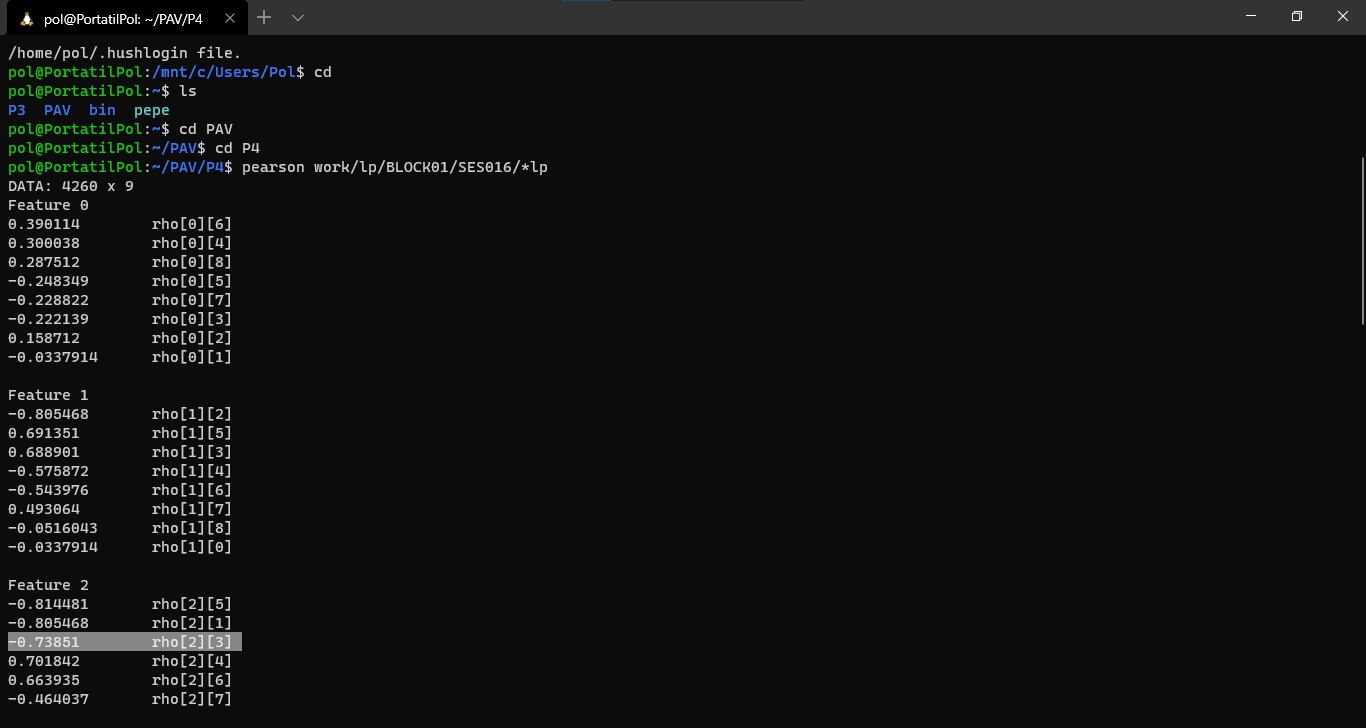 pol@PortatilPol: ~/PAV/P4
/home/pol/.hushlogin file.
pol@PortatilPol:/mnt/c/Users/Pol$ cd
pol@PortatilPol:~$ ls
P3  PAV  bin  pepe
pol@PortatilPol:~$ cd PAV
pol@PortatilPol:~/PAV$ cd P4
pol@PortatilPol:~/PAV/P4$ pearson work/lp/BLOCK01/SES016/*lp
DATA: 4260 x 9
Feature 0
0.390114        rho[0][6]
0.300038        rho[0][4]
0.287512        rho[0][8]
-0.248349       rho[0][5]
-0.228822       rho[0][7]
-0.222139       rho[0][3]
0.158712        rho[0][2]
-0.0337914      rho[0][1]
Feature 1
-0.805468       rho[1][2]
0.691351        rho[1][5]
0.688901        rho[1][3]
-0.575872       rho[1][4]
-0.543976       rho[1][6]
0.493064        rho[1][7]
-0.0516043      rho[1][8]
-0.0337914      rho[1][0]
Feature 2
-0.814481       rho[2][5]
-0.805468       rho[2][1]
-0.73851        rho[2][3]
0.701842        rho[2][4]
0.663935        rho[2][6]
-0.464037       rho[2][7]